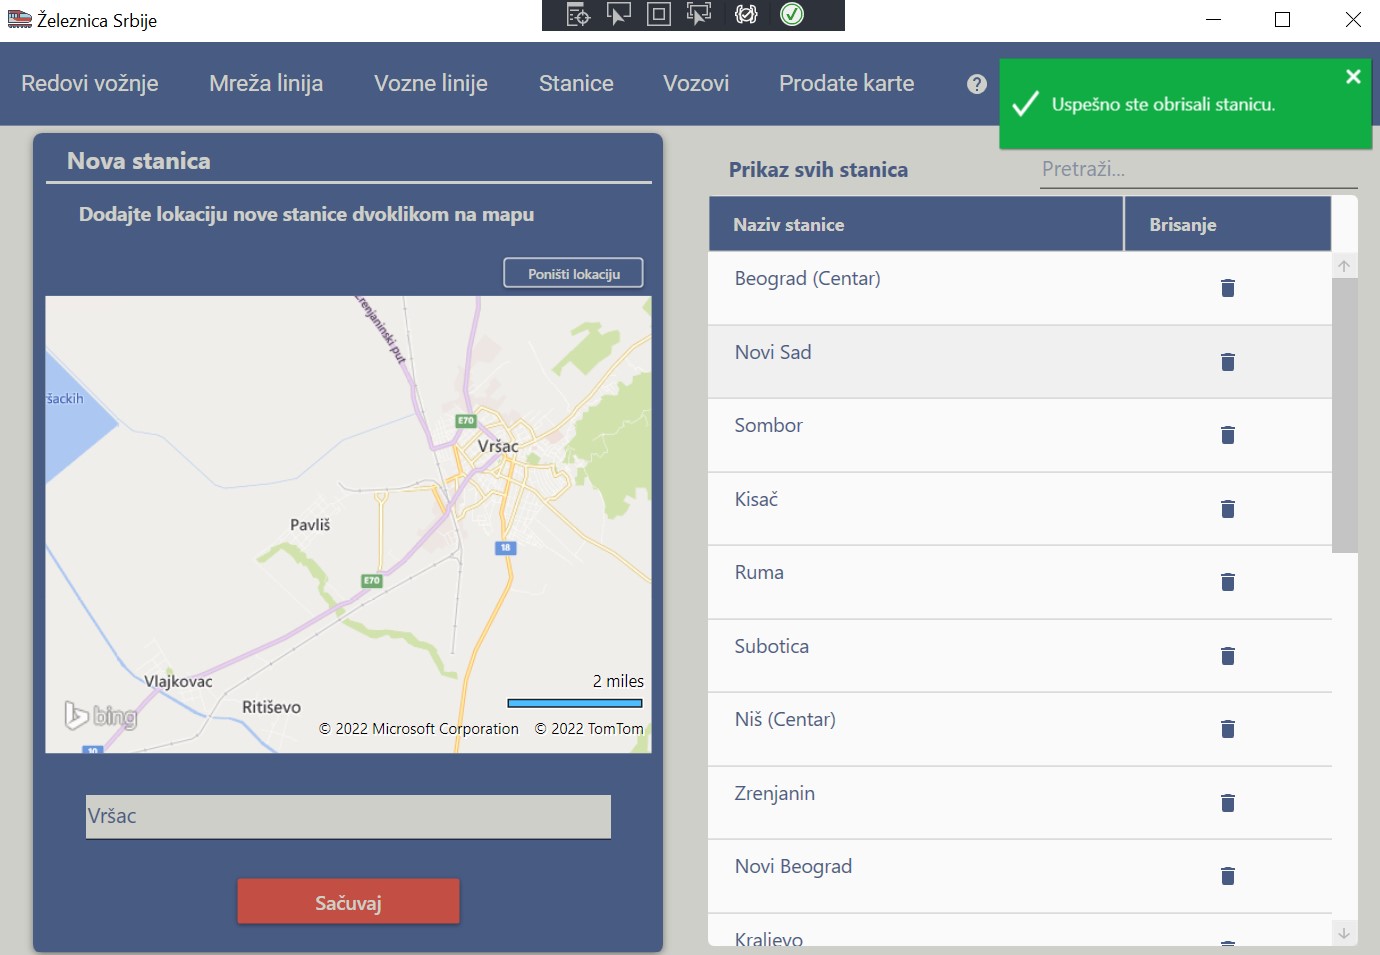 Železnica Srbije
Redovi vožnje
Mreža linija
Vozne linije
Stanice
Vozovi
Prodate karte
?
Uspešno ste obrisali stanicu.
Nova stanica
Dodajte lokaciju nove stanice dvoklikom na mapu
Poništi lokaciju
Zrenjaninski put
šackih
E70
Vršac
Pavliš
18
E70
Vlajkovac
Ritiševo
2 miles
bing
© 2022 Microsoft Corporation © 2022 TomTom
10
Vršac
Sačuvaj
Prikaz svih stanica
Pretraži...
Naziv stanice
Brisanje
Beograd (Centar)
Novi Sad
Sombor
Kisač
Ruma
Subotica
Niš (Centar)
Zrenjanin
Novi Beograd
Kraljevo